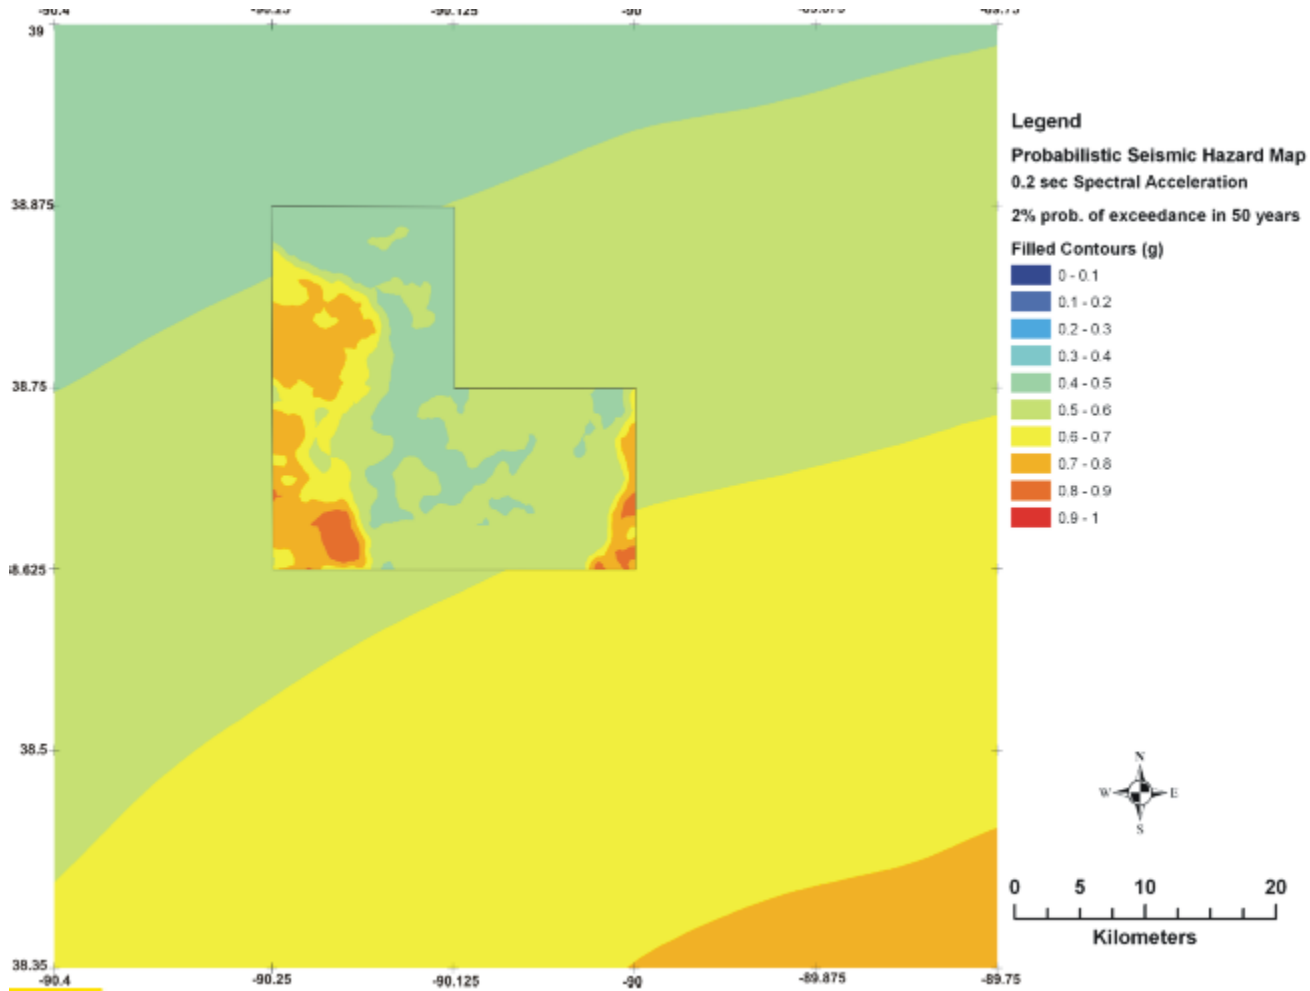 -90.4 -90.125 -90
39
38.875
38.75
8.625
38.5
38.35
-90.4 -90.25 -90.125 -90 -89.875 -89.75
Legend
Probabilistic Seismic Hazard Map
0.2 sec Spectral Acceleration
2% prob. of exceedance in 50 years
Filled Contours (g)
0 - 0.1
0.1 - 0.2
0.2 - 0.3
0.3 - 0.4
0.4 - 0.5
0.5 - 0.6
0.6 - 0.7
0.7 - 0.8
0.8 - 0.9
0.9 - 1
N
W E
S
0 5 10 20
Kilometers